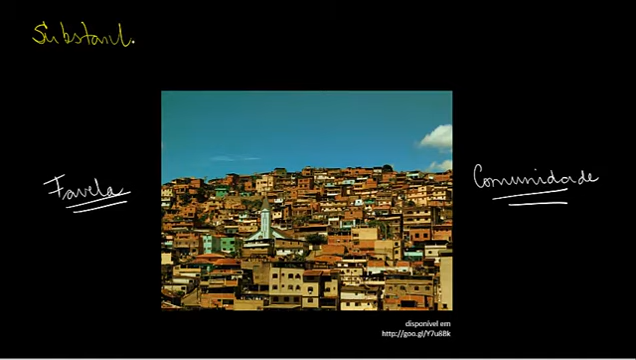 Substant.
Favela
Comunidade
disponível em
http://goo.gl/Y7u8Bk